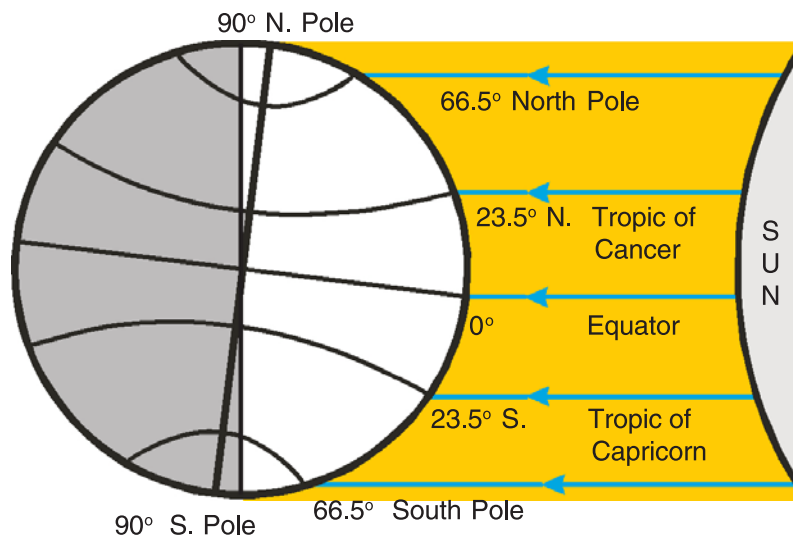 90° N. Pole
66.5° North Pole
23.5° N. Tropic of
Cancer
S
U
N
0° Equator
23.5° S. Tropic of
Capricorn
66.5° South Pole
90° S. Pole